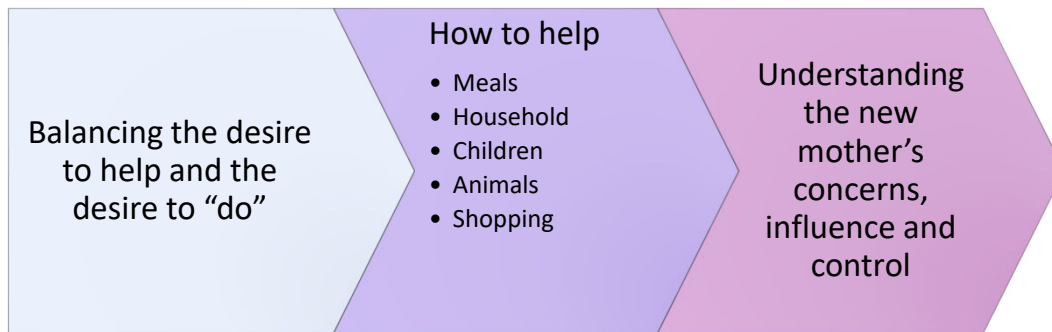 Balancing the desire
to help and the
desire to “do”
How to help
• Meals
• Household
• Children
• Animals
• Shopping
Understanding
the new
mother’s
concerns,
influence and
control